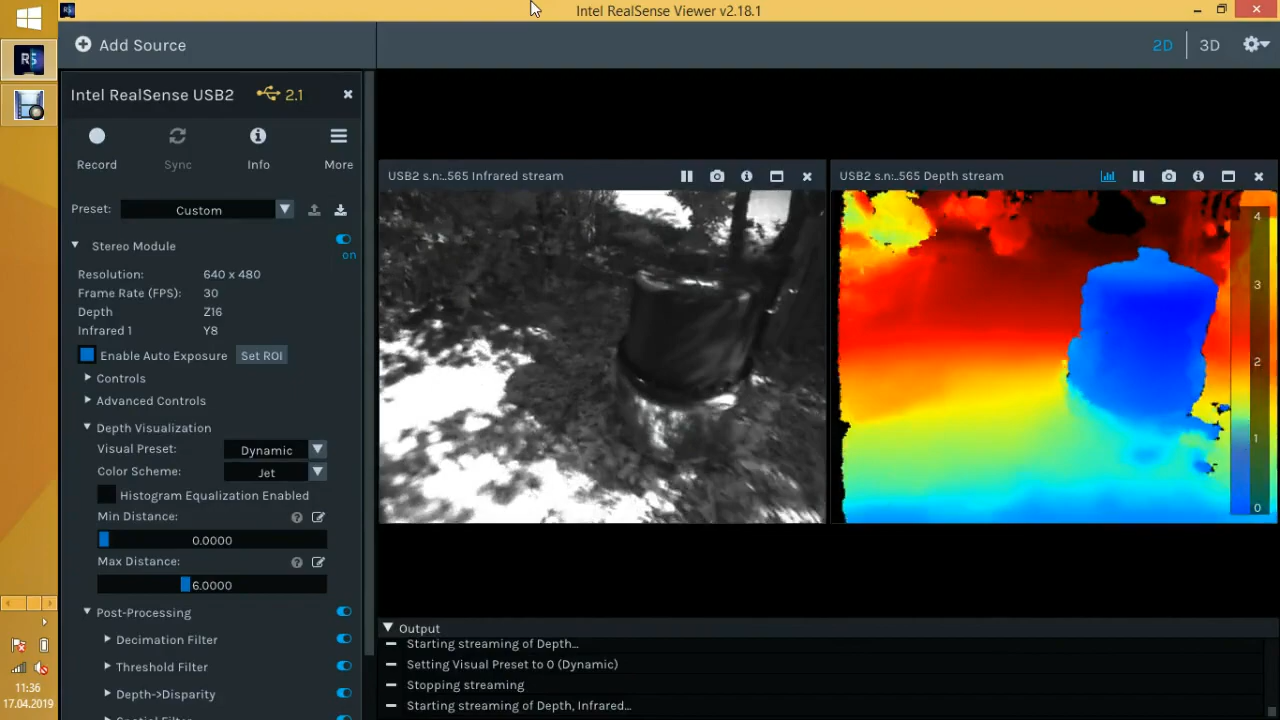 Intel RealSense Viewer v2.18.1
RS
Add Source
2D
3D
Intel RealSense USB2
2.1
Record
Sync
Info
More
USB2 s.n:..565 Infrared stream
USB2 s.n:..565 Depth stream
Preset:
Custom
Stereo Module
on
Resolution:
640 x 480
Frame Rate (FPS):
30
Depth
Z16
Infrared 1
Y8
Enable Auto Exposure
Set ROI
Controls
Advanced Controls
Depth Visualization
Visual Preset:
Dynamic
Color Scheme:
Jet
Histogram Equalization Enabled
Min Distance:
0.0000
Max Distance:
6.0000
Post-Processing
Decimation Filter
Threshold Filter
Depth->Disparity
4
3
2
1
0
Output
Starting streaming of Depth...
Setting Visual Preset to 0 (Dynamic)
Stopping streaming
Starting streaming of Depth, Infrared...
11:36
17.04.2019